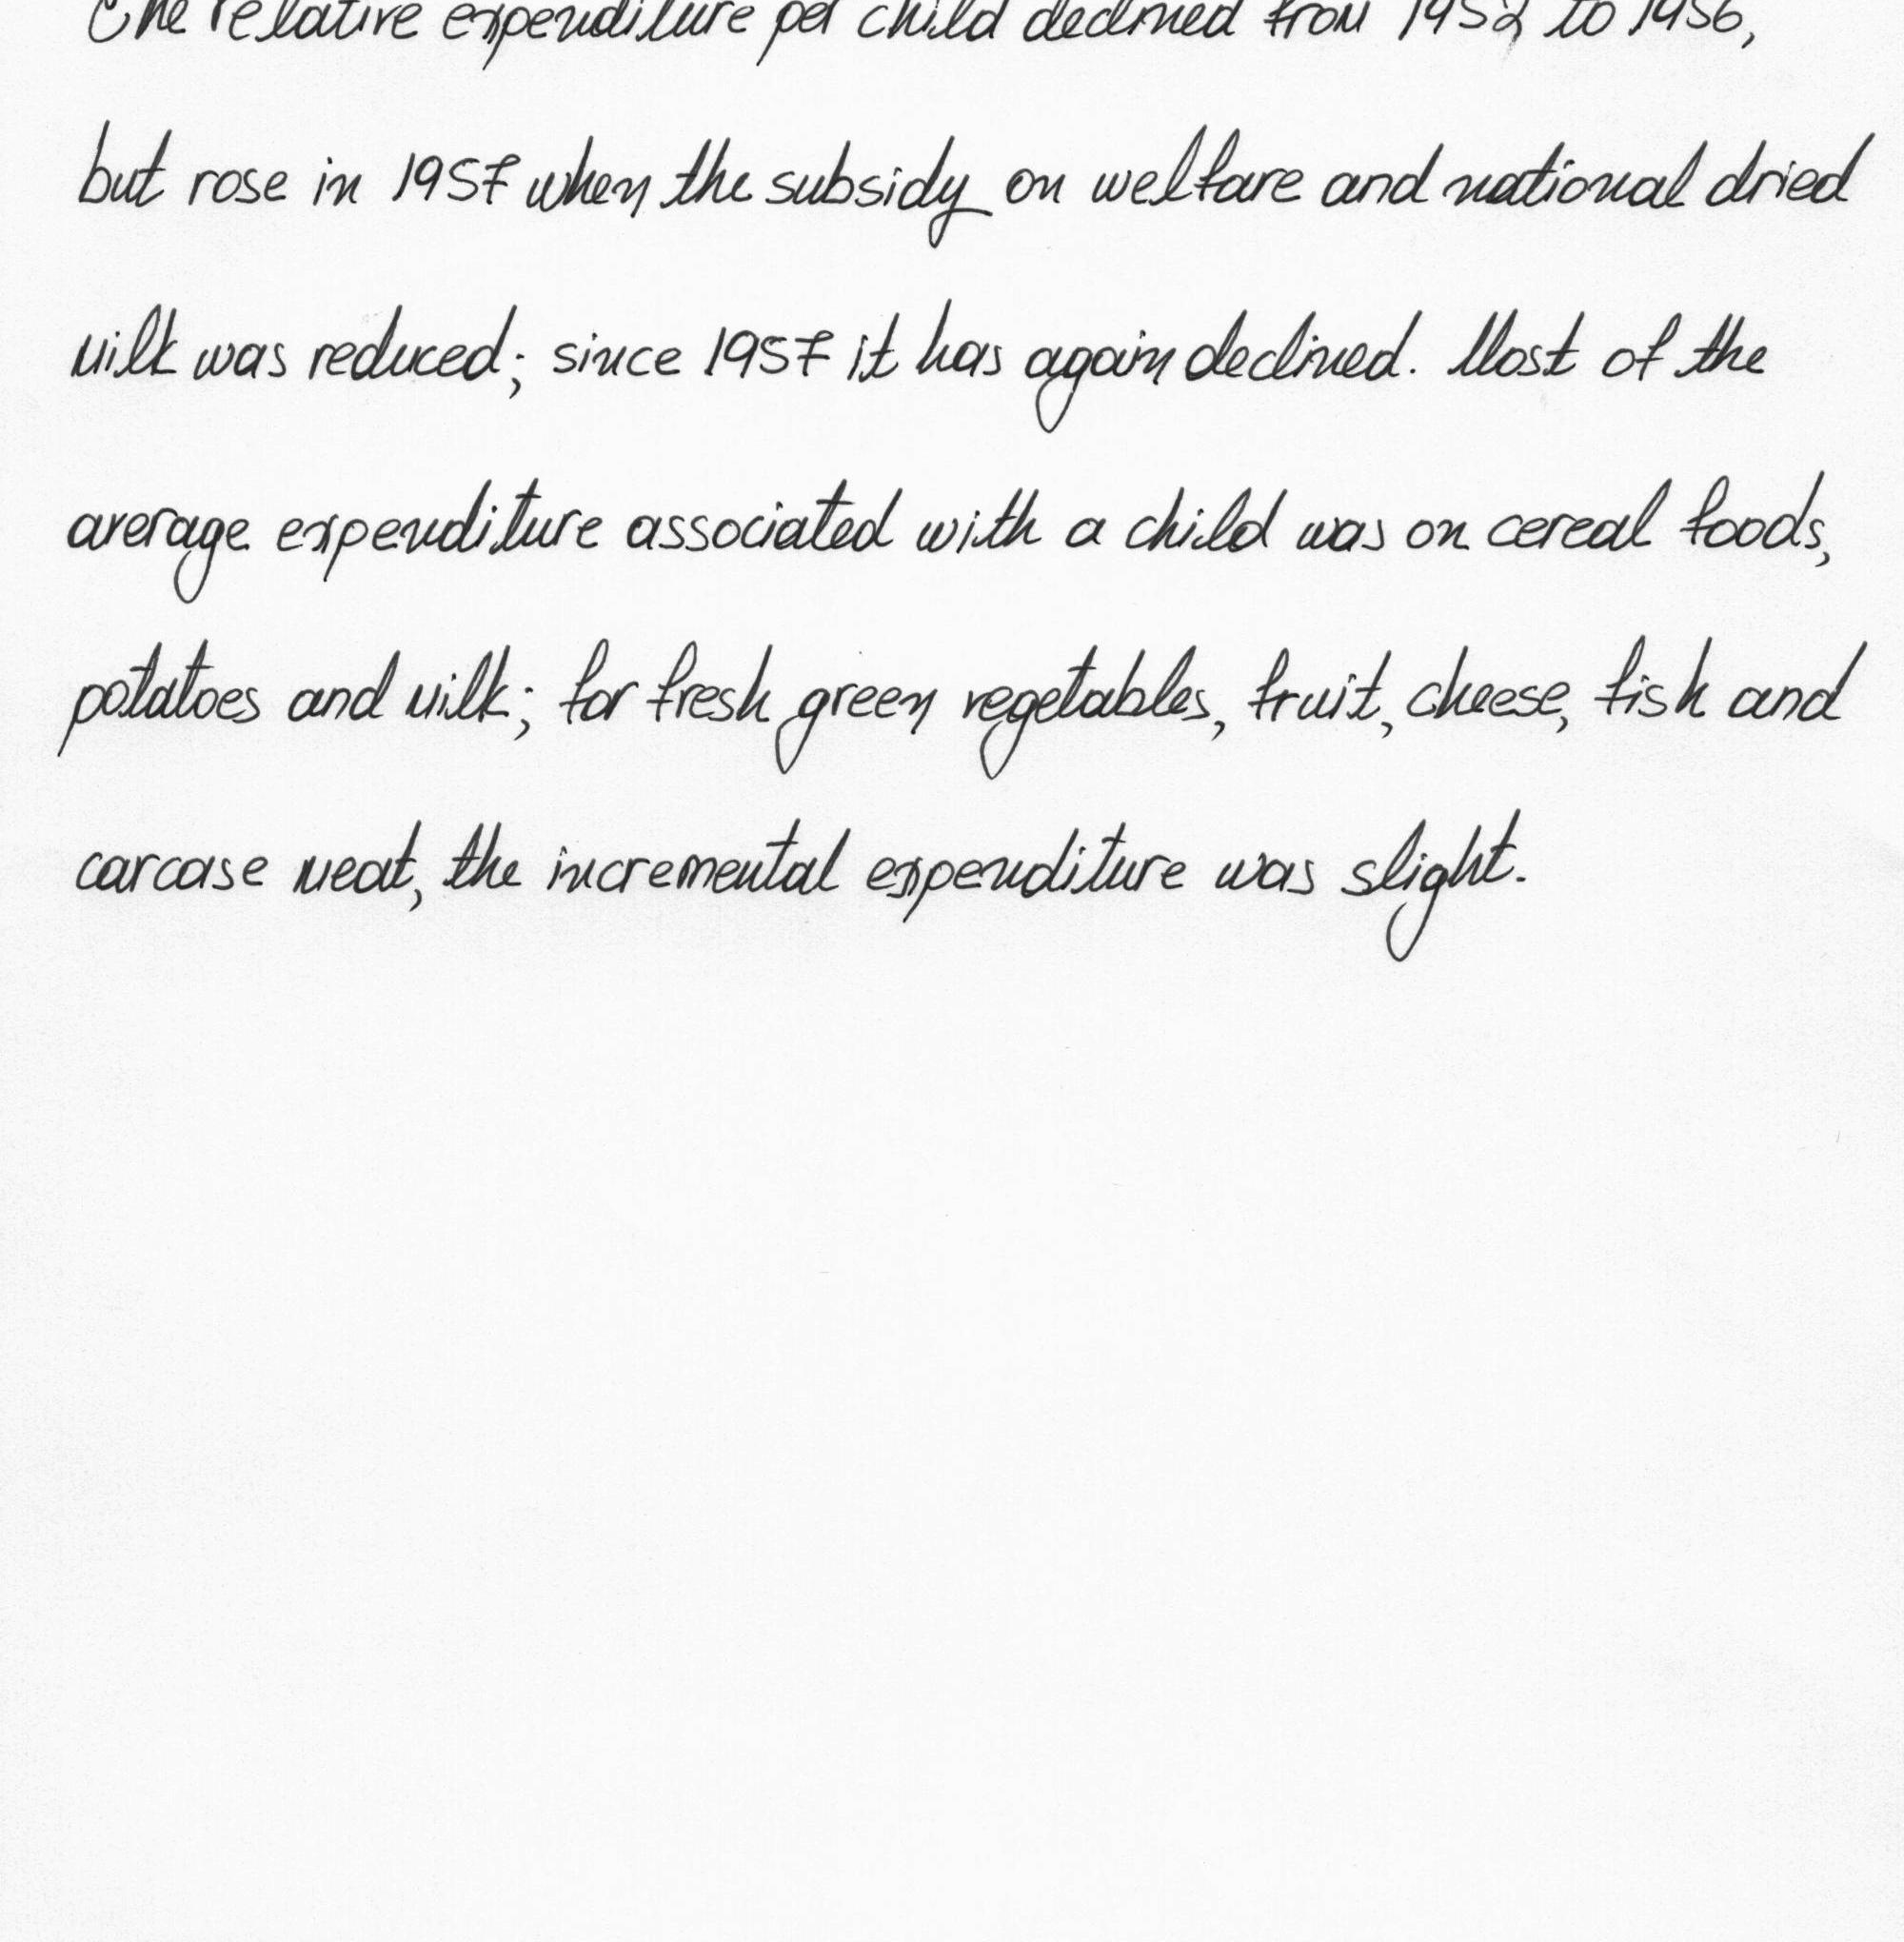 The relative expenditure per child declined from 1952 to 1956,
but rose in 1957 when the subsidy on welfare and national dried
milk was reduced; since 1957 it has again declined. Most of the
average expenditure associated with a child was on cereal foods,
potatoes and milk; for fresh green vegetables, fruit, cheese, fish and
carcase meat, the incremental expenditure was slight.